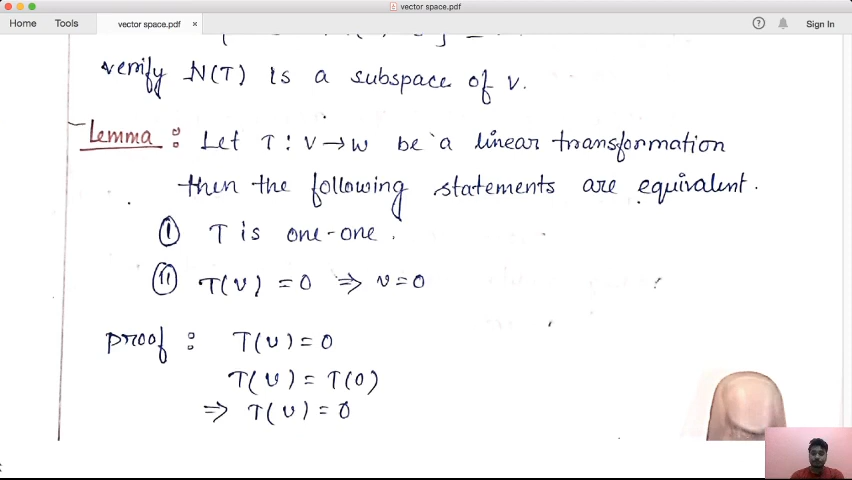 vector space.pdf
Home Tools vector space.pdf × ? Sign In
verify N(T) is a subspace of V.
Lemma : Let T : V → W be a linear transformation
then the following statements are equivalent.
(I) T is one-one.
(II) T(v) = 0 ⇒ v = 0
proof : T(v) = 0
T(v) = T(0)
⇒ T(v) = 0